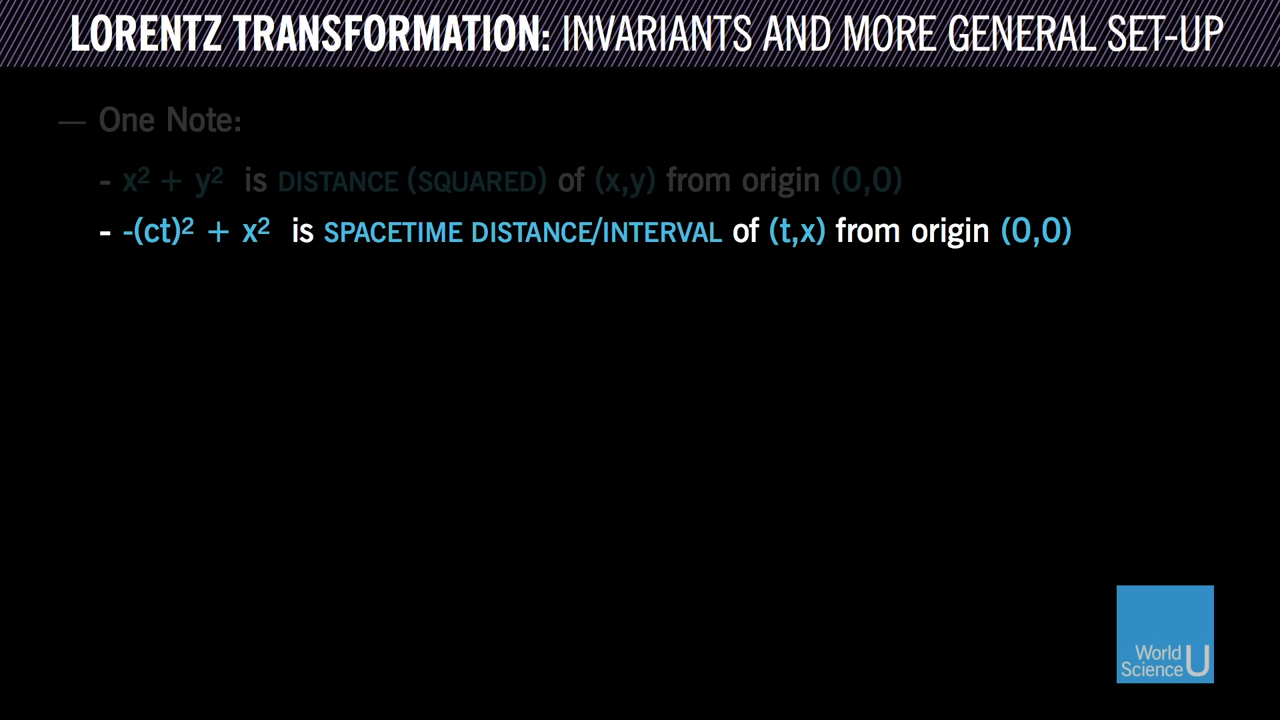 LORENTZ TRANSFORMATION: INVARIANTS AND MORE GENERAL SET-UP
— One Note:
- x² + y² is DISTANCE (SQUARED) of (x,y) from origin (0,0)
- -(ct)² + x² is SPACETIME DISTANCE/INTERVAL of (t,x) from origin (0,0)
World
Science U